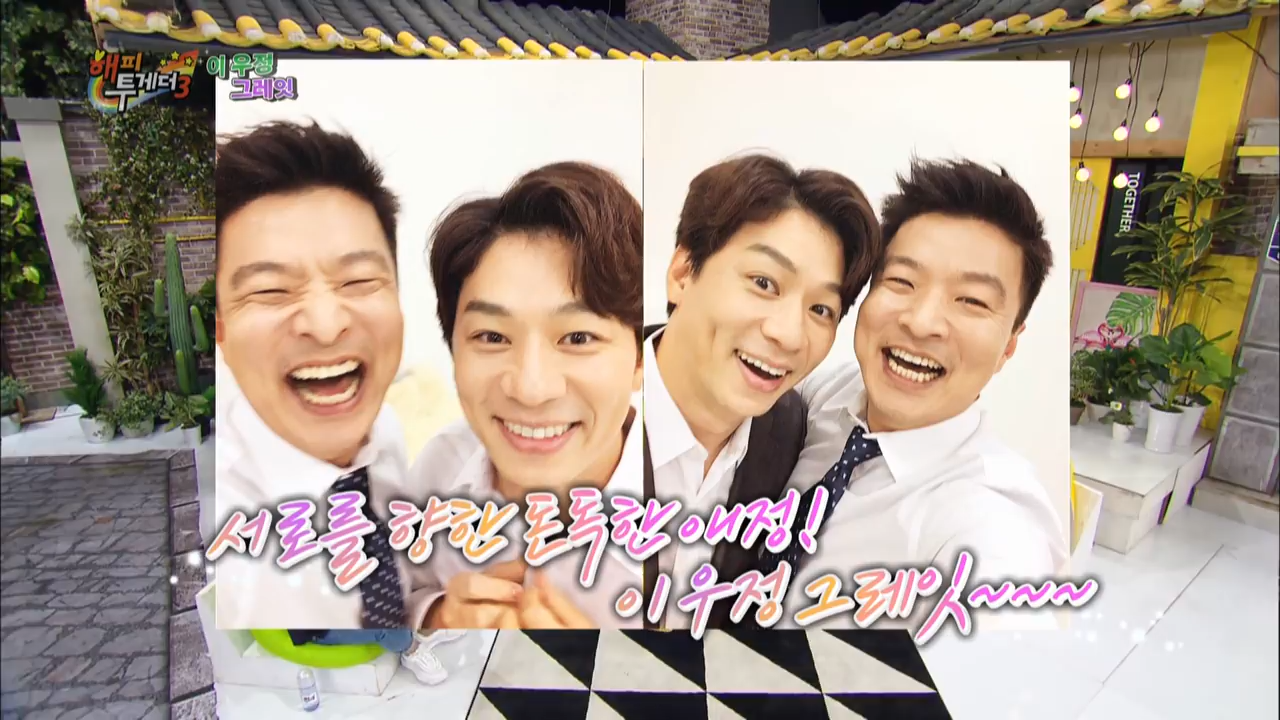 해피
투게더3
이 우정
그레잇
TOGETHER,
서로를 향한 돈독한 애정!
이 우정 그레잇~~~~